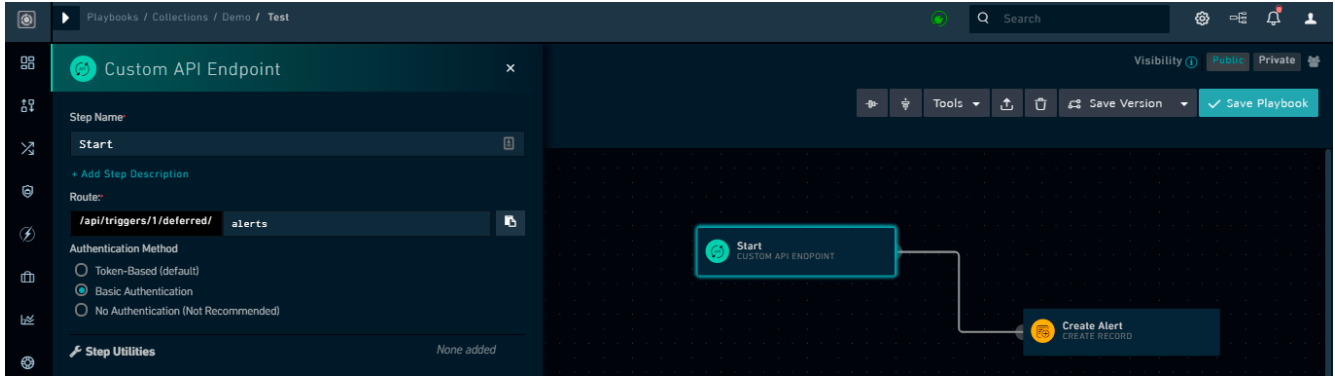 Playbooks / Collections / Demo / Test
Search
Custom API Endpoint
Visibility Public Private
Tools Save Version Save Playbook
Step Name*
Start
+ Add Step Description
Route:*
/api/triggers/1/deferred/ alerts
Authentication Method
Token-Based (default)
Basic Authentication
No Authentication (Not Recommended)
Step Utilities None added
Start
CUSTOM API ENDPOINT
Create Alert
CREATE RECORD